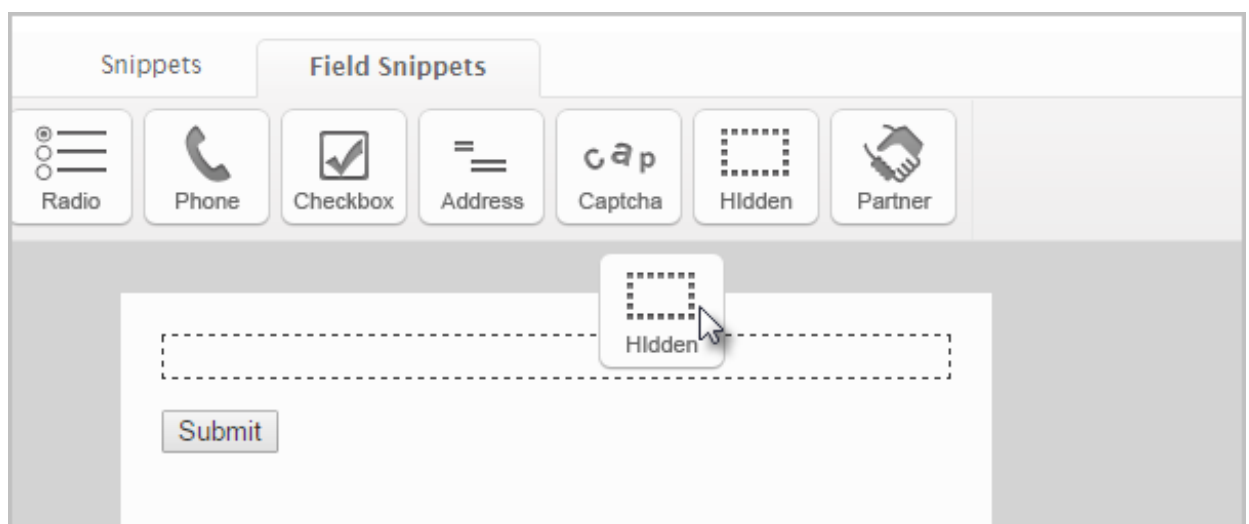 Snippets Field Snippets
cap
Radio Phone Checkbox Address Captcha HIdden Partner
HIdden
Submit